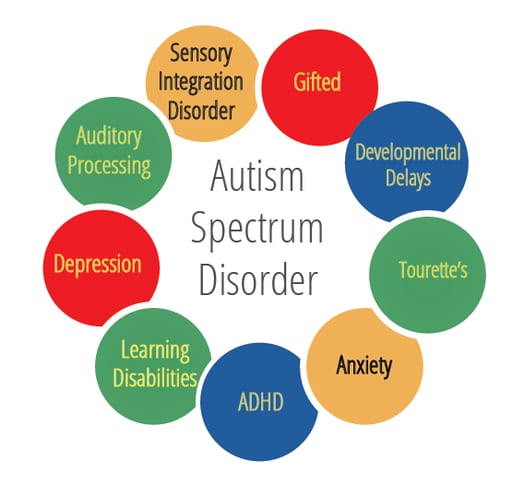 Sensory
Integration
Disorder
Gifted
Developmental
Delays
Tourette's
Anxiety
ADHD
Learning
Disabilities
Depression
Auditory
Processing
Autism
Spectrum
Disorder